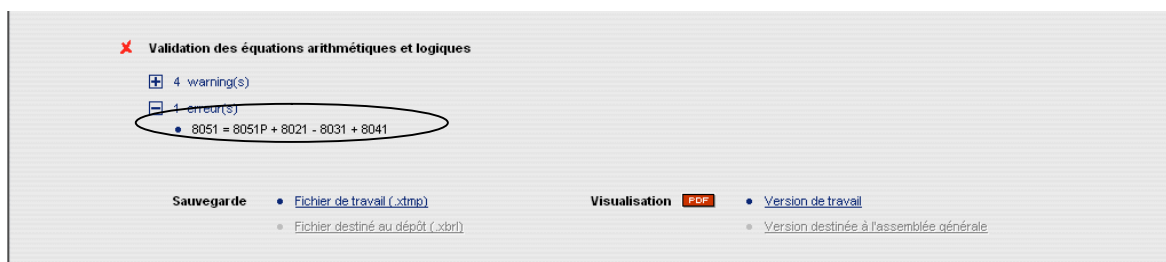 Validation des équations arithmétiques et logiques
4 warning(s)
1 erreur(s)
8051 = 8051P + 8021 - 8031 + 8041
Sauvegarde • Fichier de travail (.xtmp) Visualisation PDF • Version de travail
• Fichier destiné au dépôt (.xbrl) • Version destinée à l'assemblée générale